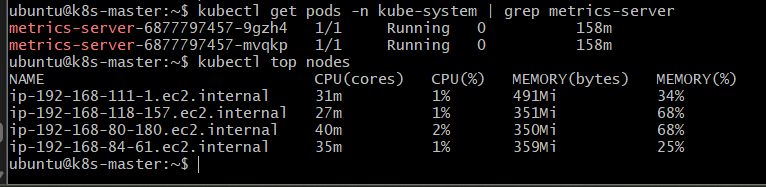 ubuntu@k8s-master:~$ kubectl get pods -n kube-system | grep metrics-server
metrics-server-6877797457-9gzh4   1/1     Running   0          158m
metrics-server-6877797457-mvqkp   1/1     Running   0          158m
ubuntu@k8s-master:~$ kubectl top nodes
NAME                             CPU(cores)   CPU(%)   MEMORY(bytes)   MEMORY(%)
ip-192-168-111-1.ec2.internal    31m          1%       491Mi           34%
ip-192-168-118-157.ec2.internal  27m          1%       351Mi           68%
ip-192-168-80-180.ec2.internal   40m          2%       350Mi           68%
ip-192-168-84-61.ec2.internal    35m          1%       359Mi           25%
ubuntu@k8s-master:~$